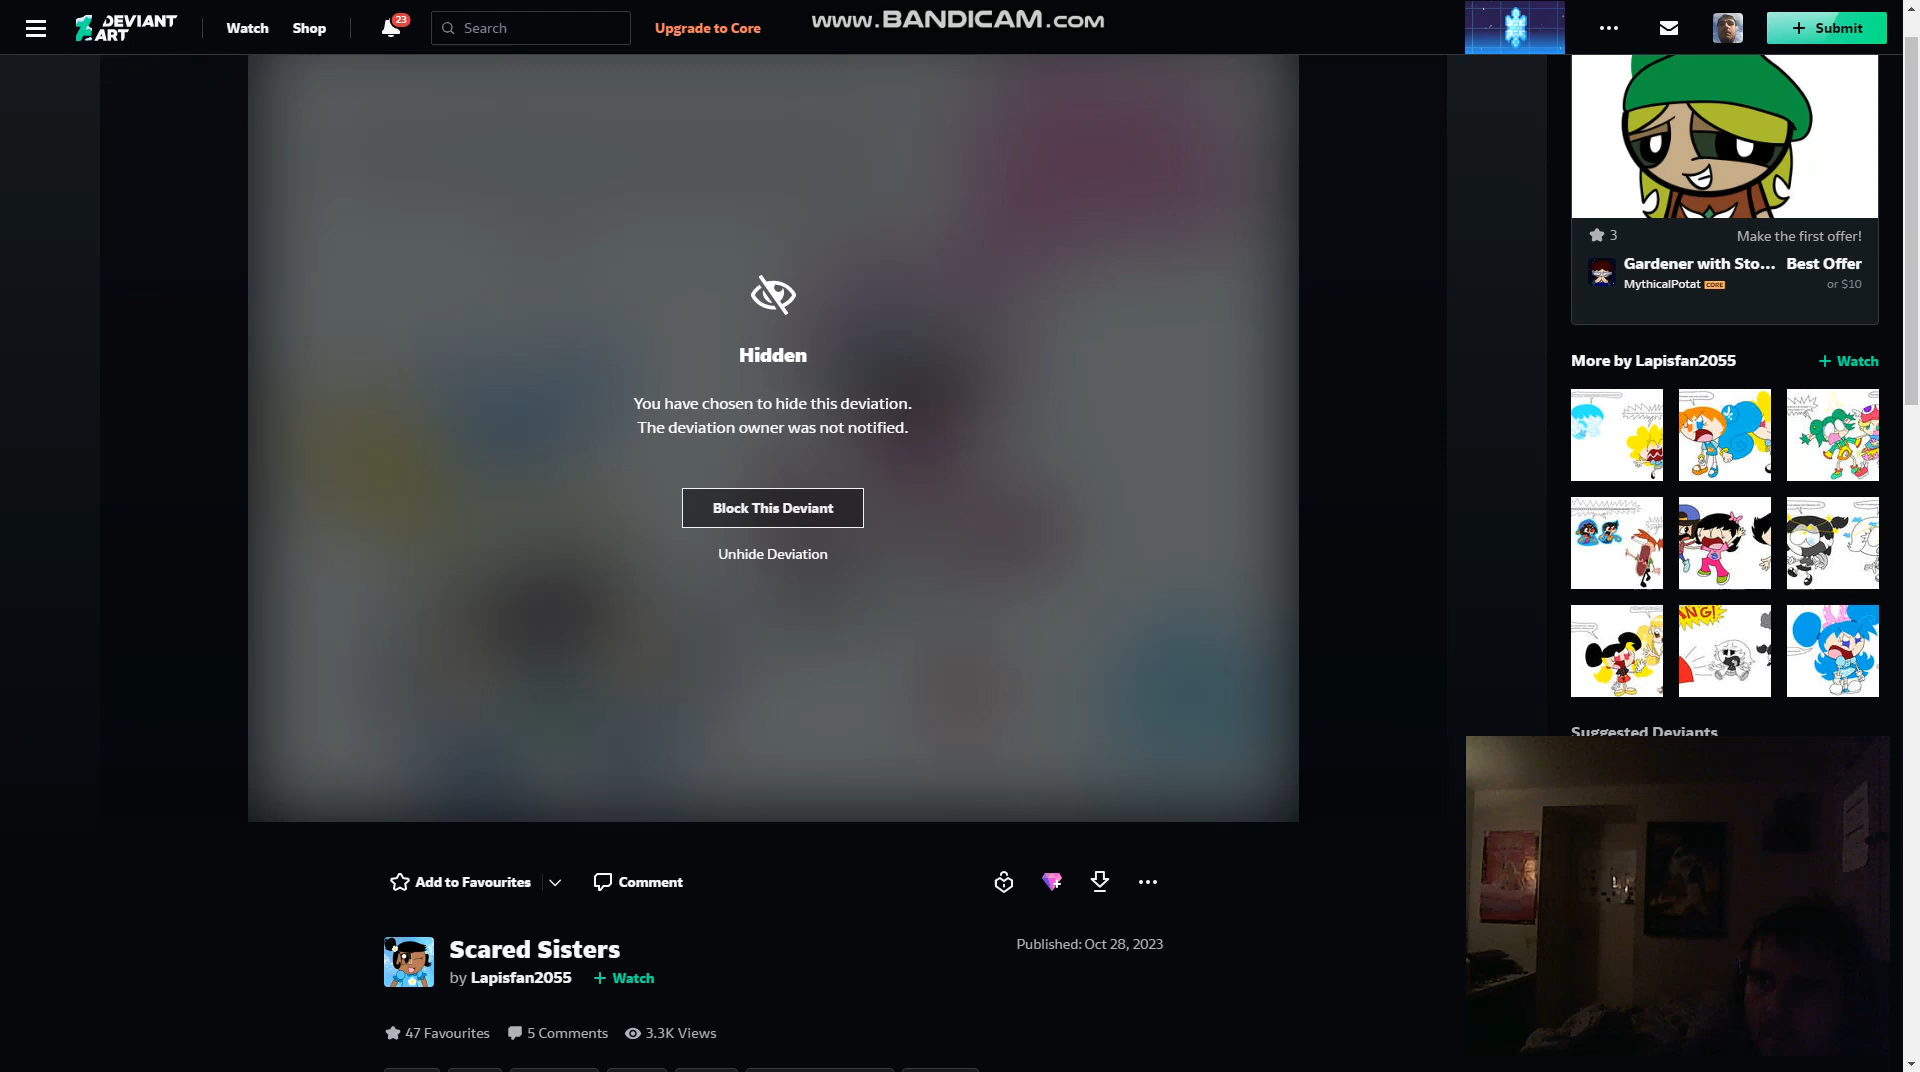 DEVIANT ART
Watch
Shop
23
Search
Upgrade to Core
www.BANDICAM.com
Submit
Hidden
You have chosen to hide this deviation.
The deviation owner was not notified.
Block This Deviant
Unhide Deviation
3
Make the first offer!
Gardener with Sto...
Best Offer
MythicalPotat CORE
or $10
More by Lapisfan2055
+ Watch
ANG!
Suggested Deviants
Add to Favourites
Comment
Scared Sisters
Published: Oct 28, 2023
by Lapisfan2055
+ Watch
47 Favourites
5 Comments
3.3K Views